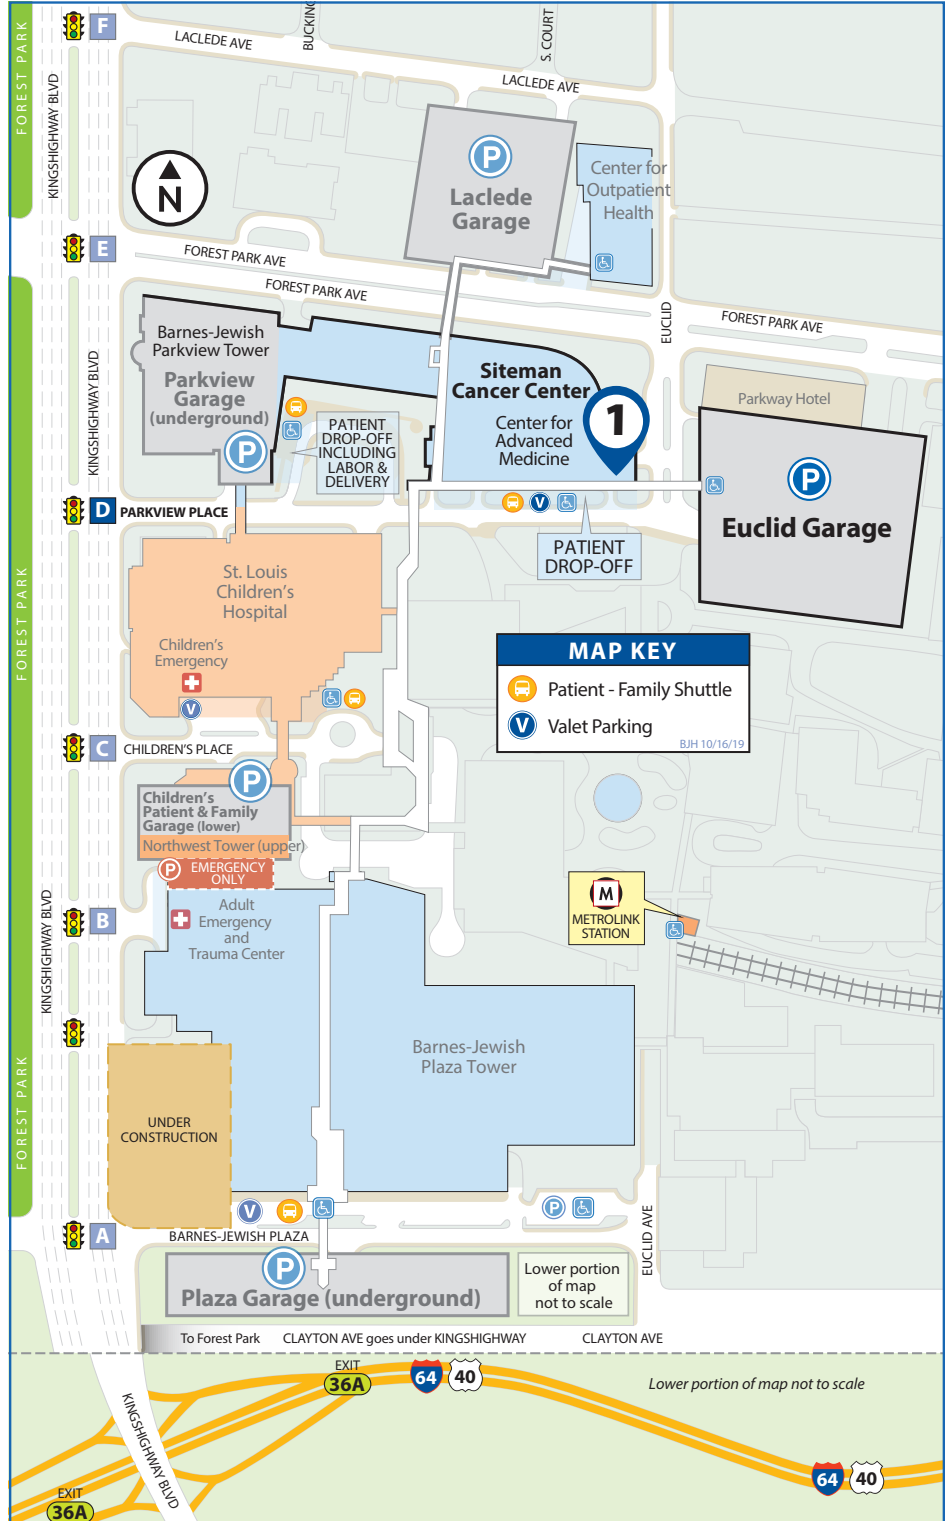 F
LACLEDE AVE
BUCKIN
S. COURT
LACLEDE AVE
FOREST PARK
KINGSHIGHWAY BLVD
N
P
Laclede
Garage
Center for
Outpatient
Health
E
FOREST PARK AVE
FOREST PARK AVE
EUCLID
FOREST PARK AVE
Barnes-Jewish
Parkview Tower
Parkview
Garage
(underground)
P
KINGSHIGHWAY BLVD
PATIENT
DROP-OFF
INCLUDING
LABOR &
DELIVERY
Siteman
Cancer Center
Center for
Advanced
Medicine
1
Parkway Hotel
P
Euclid Garage
D
PARKVIEW PLACE
V
PATIENT
DROP-OFF
FOREST PARK
St. Louis
Children's
Hospital
Children's
Emergency
V
MAP KEY
Patient - Family Shuttle
V Valet Parking
BJH 10/16/19
C
CHILDREN'S PLACE
P
Children's
Patient & Family
Garage (lower)
Northwest Tower (upper)
P EMERGENCY
ONLY
Adult
Emergency
and
Trauma Center
B
KINGSHIGHWAY BLVD
M
METROLINK
STATION
Barnes-Jewish
Plaza Tower
FOREST PARK
UNDER
CONSTRUCTION
V
P
A
BARNES-JEWISH PLAZA
EUCLID AVE
P
Plaza Garage (underground)
Lower portion
of map
not to scale
To Forest Park
CLAYTON AVE goes under KINGSHIGHWAY
CLAYTON AVE
EXIT
36A
64
40
Lower portion of map not to scale
KINGSHIGHWAY BLVD
64
40
EXIT
36A